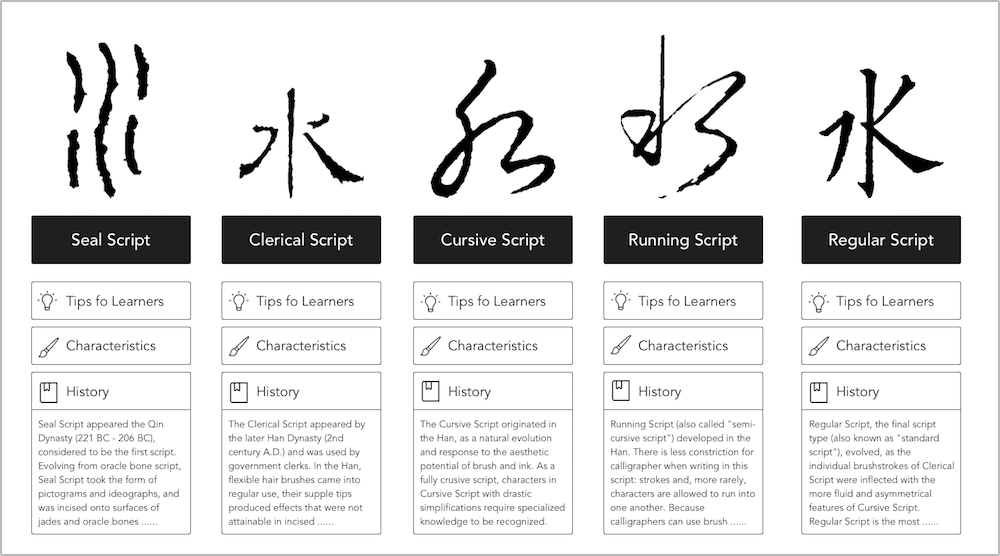 水 水 水 水 水
Seal Script
Clerical Script
Cursive Script
Running Script
Regular Script
Tips fo Learners
Tips fo Learners
Tips fo Learners
Tips fo Learners
Tips fo Learners
Characteristics
Characteristics
Characteristics
Characteristics
Characteristics
History
Seal Script appeared the Qin
Dynasty (221 BC - 206 BC),
considered to be the first script.
Evolving from oracle bone script,
Seal Script took the form of
pictograms and ideographs, and
was incised onto surfaces of
jades and oracle bones ......
History
The Clerical Script appeared by
the later Han Dynasty (2nd
century A.D.) and was used by
government clerks. In the Han,
flexible hair brushes came into
regular use, their supple tips
produced effects that were not
attainable in incised ......
History
The Cursive Script originated in
the Han, as a natural evolution
and response to the aesthetic
potential of brush and ink. As a
fully crusive script, characters in
Cursive Script with drastic
simplifications require specialized
knowledge to be recognized.
History
Running Script (also called "semi-
cursive script") developed in the
Han. There is less constriction for
calligrapher when writing in this
script: strokes and, more rarely,
characters are allowed to run into
one another. Because
calligraphers can use brush ......
History
Regular Script, the final script
type (also known as "standard
script"), evolved, as the
individual brushstrokes of Clerical
Script were inflected with the
more fluid and asymmetrical
features of Cursive Script.
Regular Script is the most ......